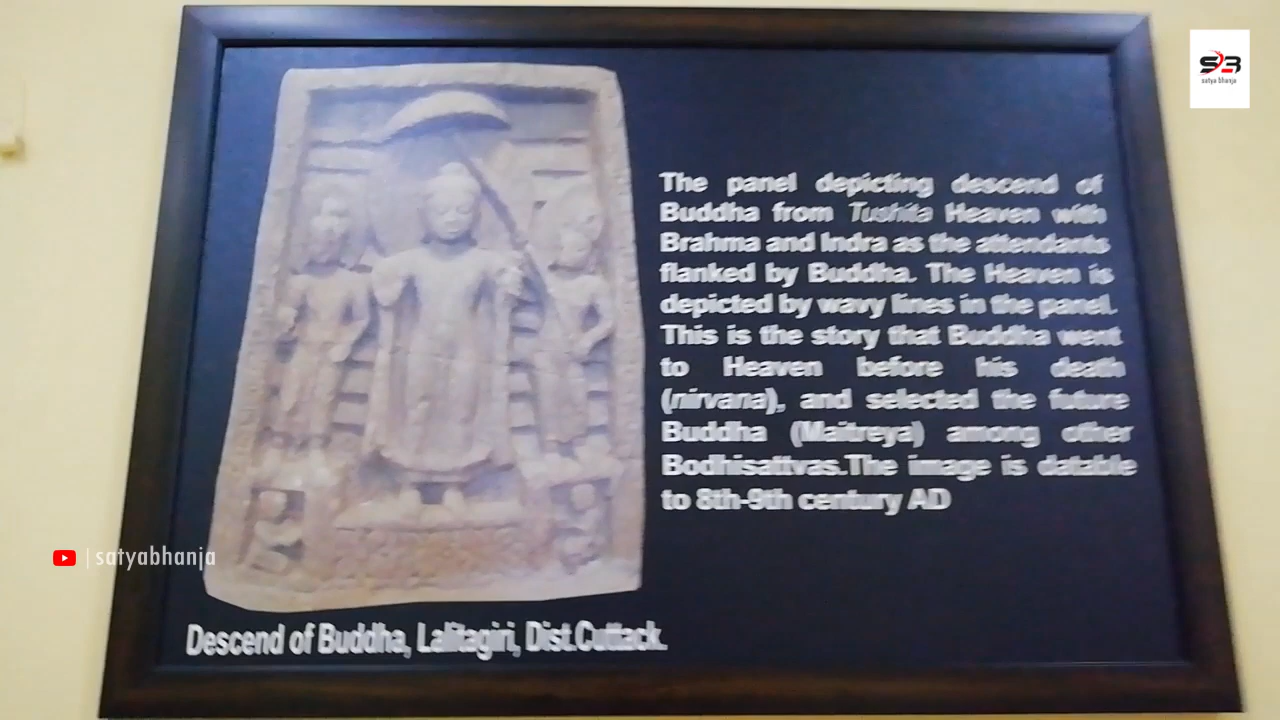 SB
satya bhanja
The panel depicting descend of
Buddha from Tushita Heaven with
Brahma and Indra as the attendants
flanked by Buddha. The Heaven is
depicted by wavy lines in the panel.
This is the story that Buddha went
to Heaven before his death
(nirvana), and selected the future
Buddha (Maitreya) among other
Bodhisattvas.The image is datable
to 8th-9th century AD
| satyabhanja
Descend of Buddha, Lalitagiri, Dist.Cuttack.